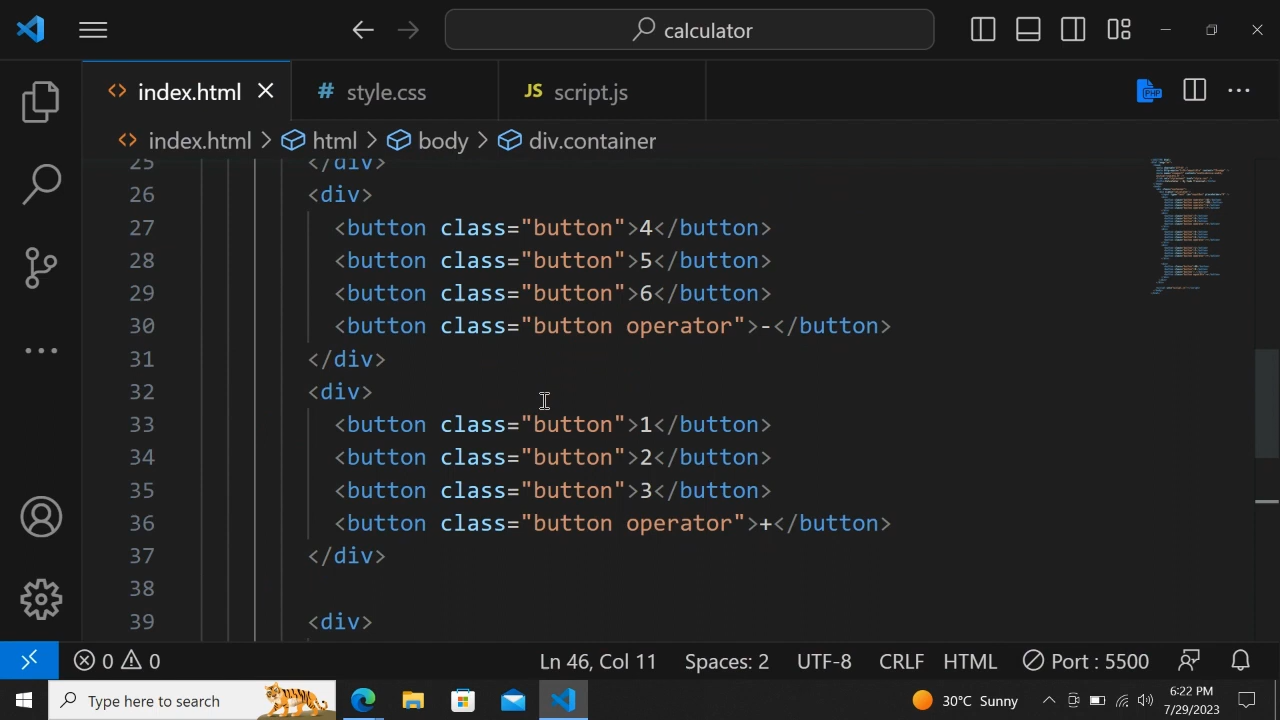 calculator
index.html
# style.css
JS script.js
PHP
index.html > html > body > div.container
25 </div>
26 <div>
27 <button class="button">4</button>
28 <button class="button">5</button>
29 <button class="button">6</button>
30 <button class="button operator">-</button>
31 </div>
32 <div>
33 <button class="button">1</button>
34 <button class="button">2</button>
35 <button class="button">3</button>
36 <button class="button operator">+</button>
37 </div>
38
39 <div>
0 0 Ln 46, Col 11 Spaces: 2 UTF-8 CRLF HTML Port : 5500
Type here to search 30°C Sunny 6:22 PM
7/29/2023